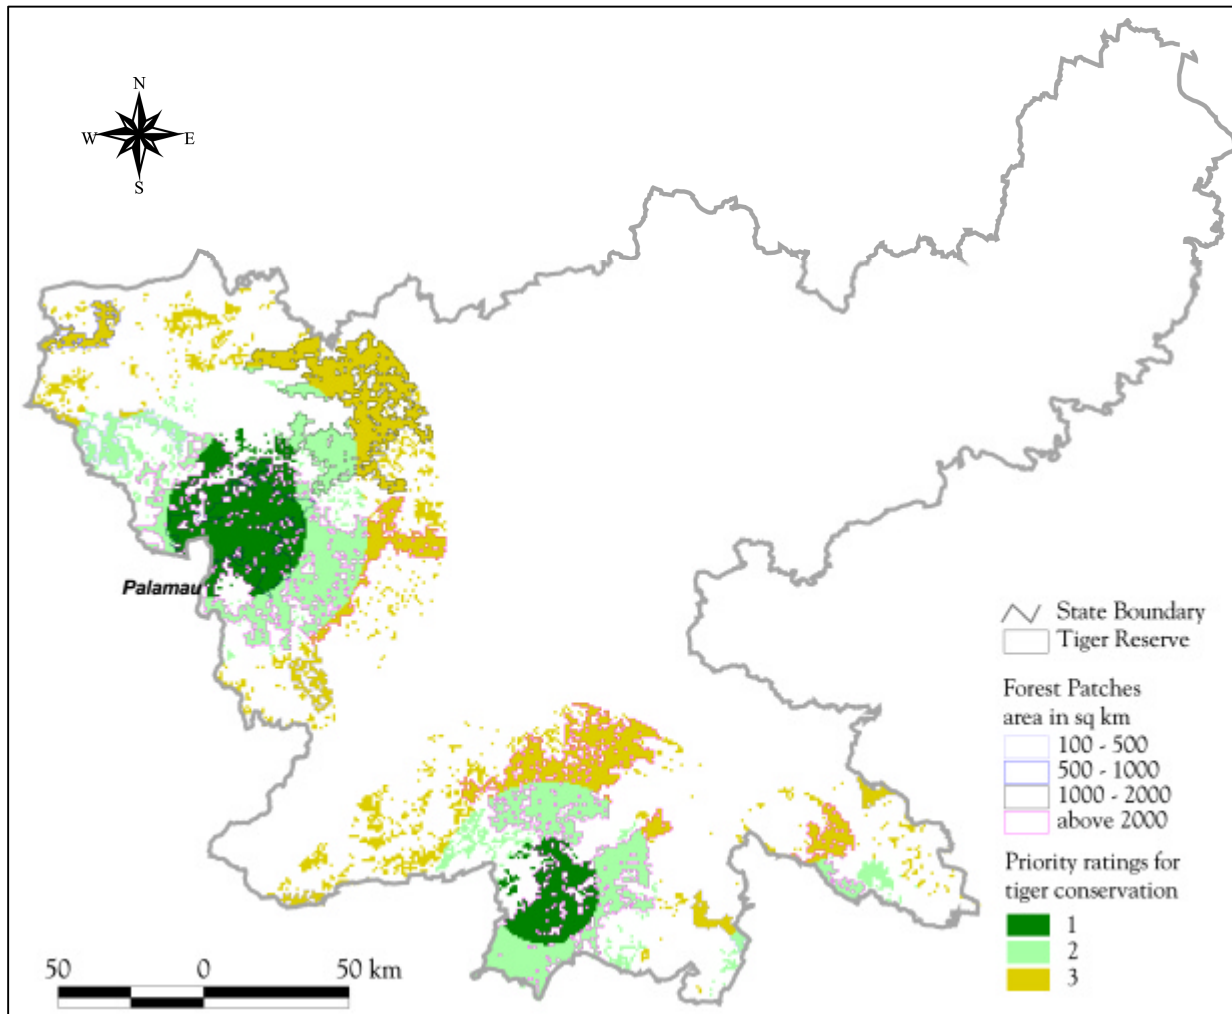 N
W E
S
Palamau
State Boundary
Tiger Reserve
Forest Patches
area in sq km
100 - 500
500 - 1000
1000 - 2000
above 2000
Priority ratings for
tiger conservation
1
2
3
50 0 50 km